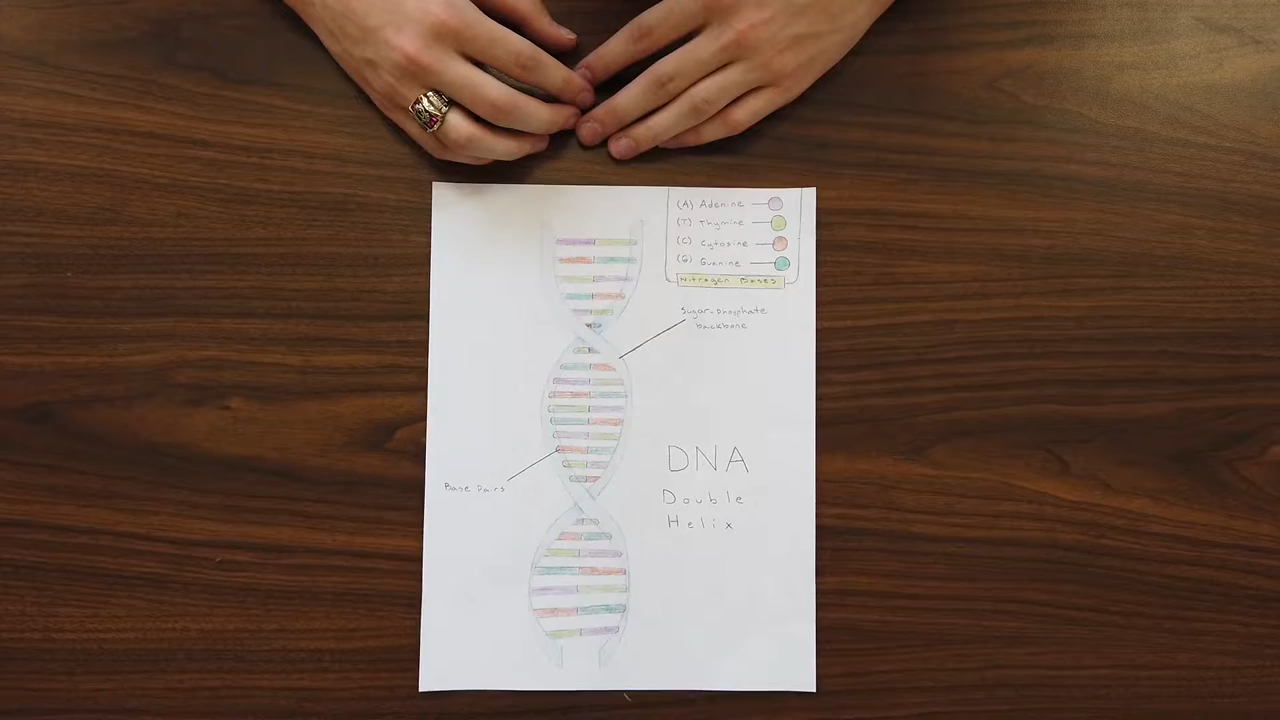 (A) Adenine
(T) Thymine
(C) Cytosine
(G) Guanine
Nitrogen Bases
Sugar-phosphate
backbone
Base Pairs
DNA
Double
Helix